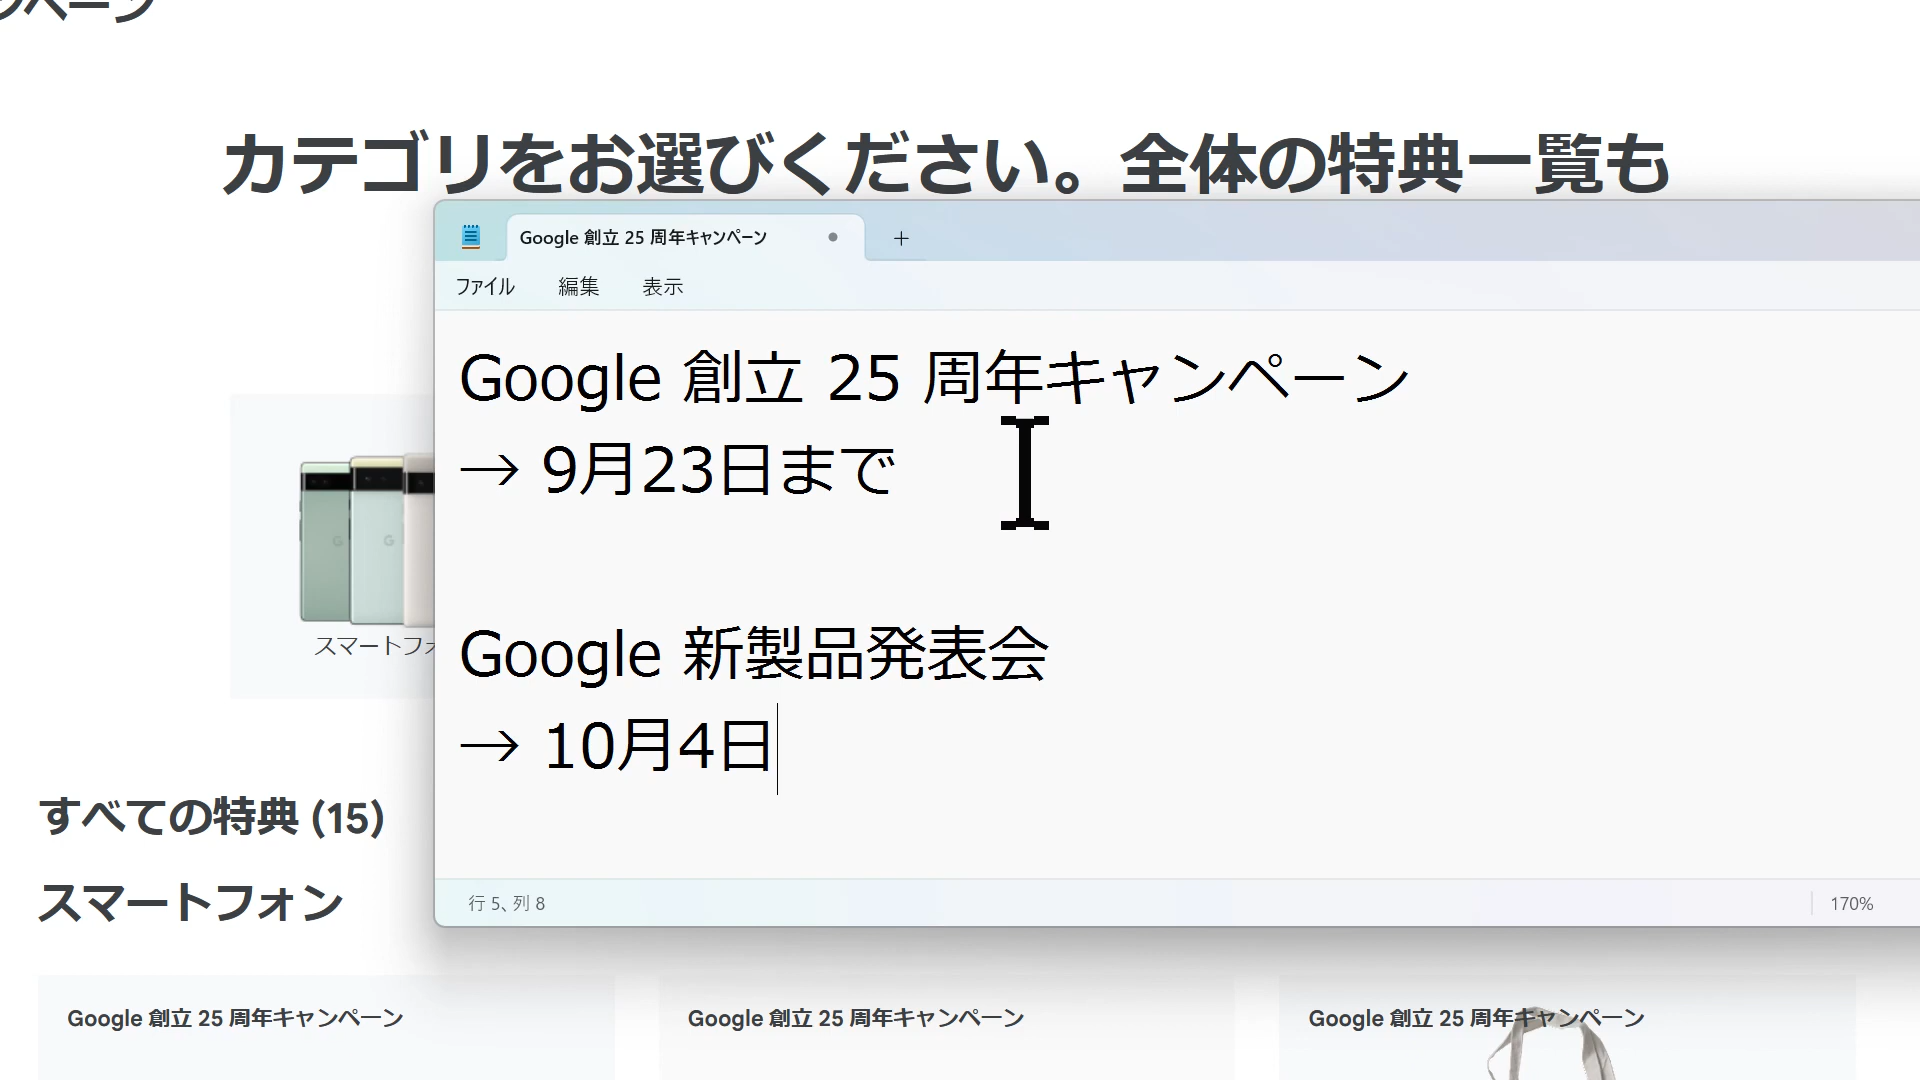 カテゴリをお選びください。全体の特典一覧も
Google 創立 25 周年キャンペーン
ファイル 編集 表示
Google 創立 25 周年キャンペーン
→ 9月23日まで
Google 新製品発表会
→ 10月4日
行 5、列 8
170%
スマートフォ
すべての特典 (15)
スマートフォン
Google 創立 25 周年キャンペーン
Google 創立 25 周年キャンペーン
Google 創立 25 周年キャンペーン